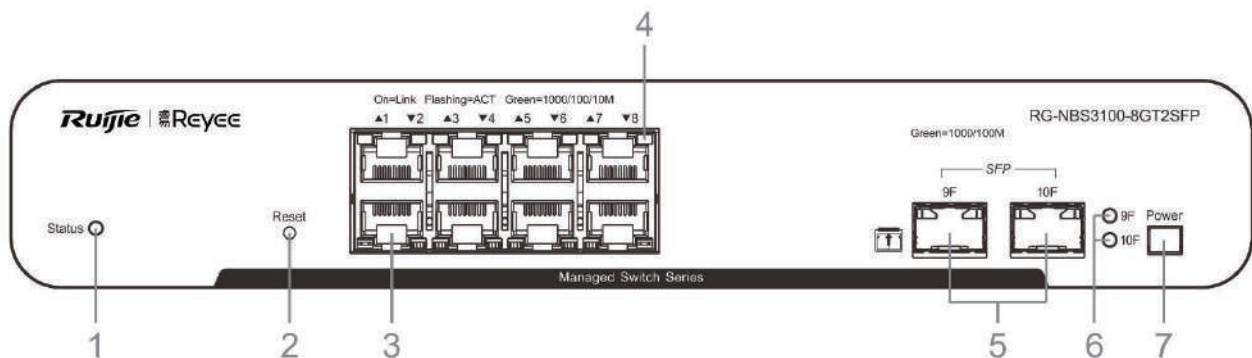 4
On=Link Flashing=ACT Green=1000/100/10M
▲1 ▼2 ▲3 ▼4 ▲5 ▼6 ▲7 ▼8
Ruijie | 锐捷 Reyee
RG-NBS3100-8GT2SFP
Green=1000/100M
SFP
9F 10F
Status
Reset
9F
10F
Power
Managed Switch Series
1 2 3 5 6 7